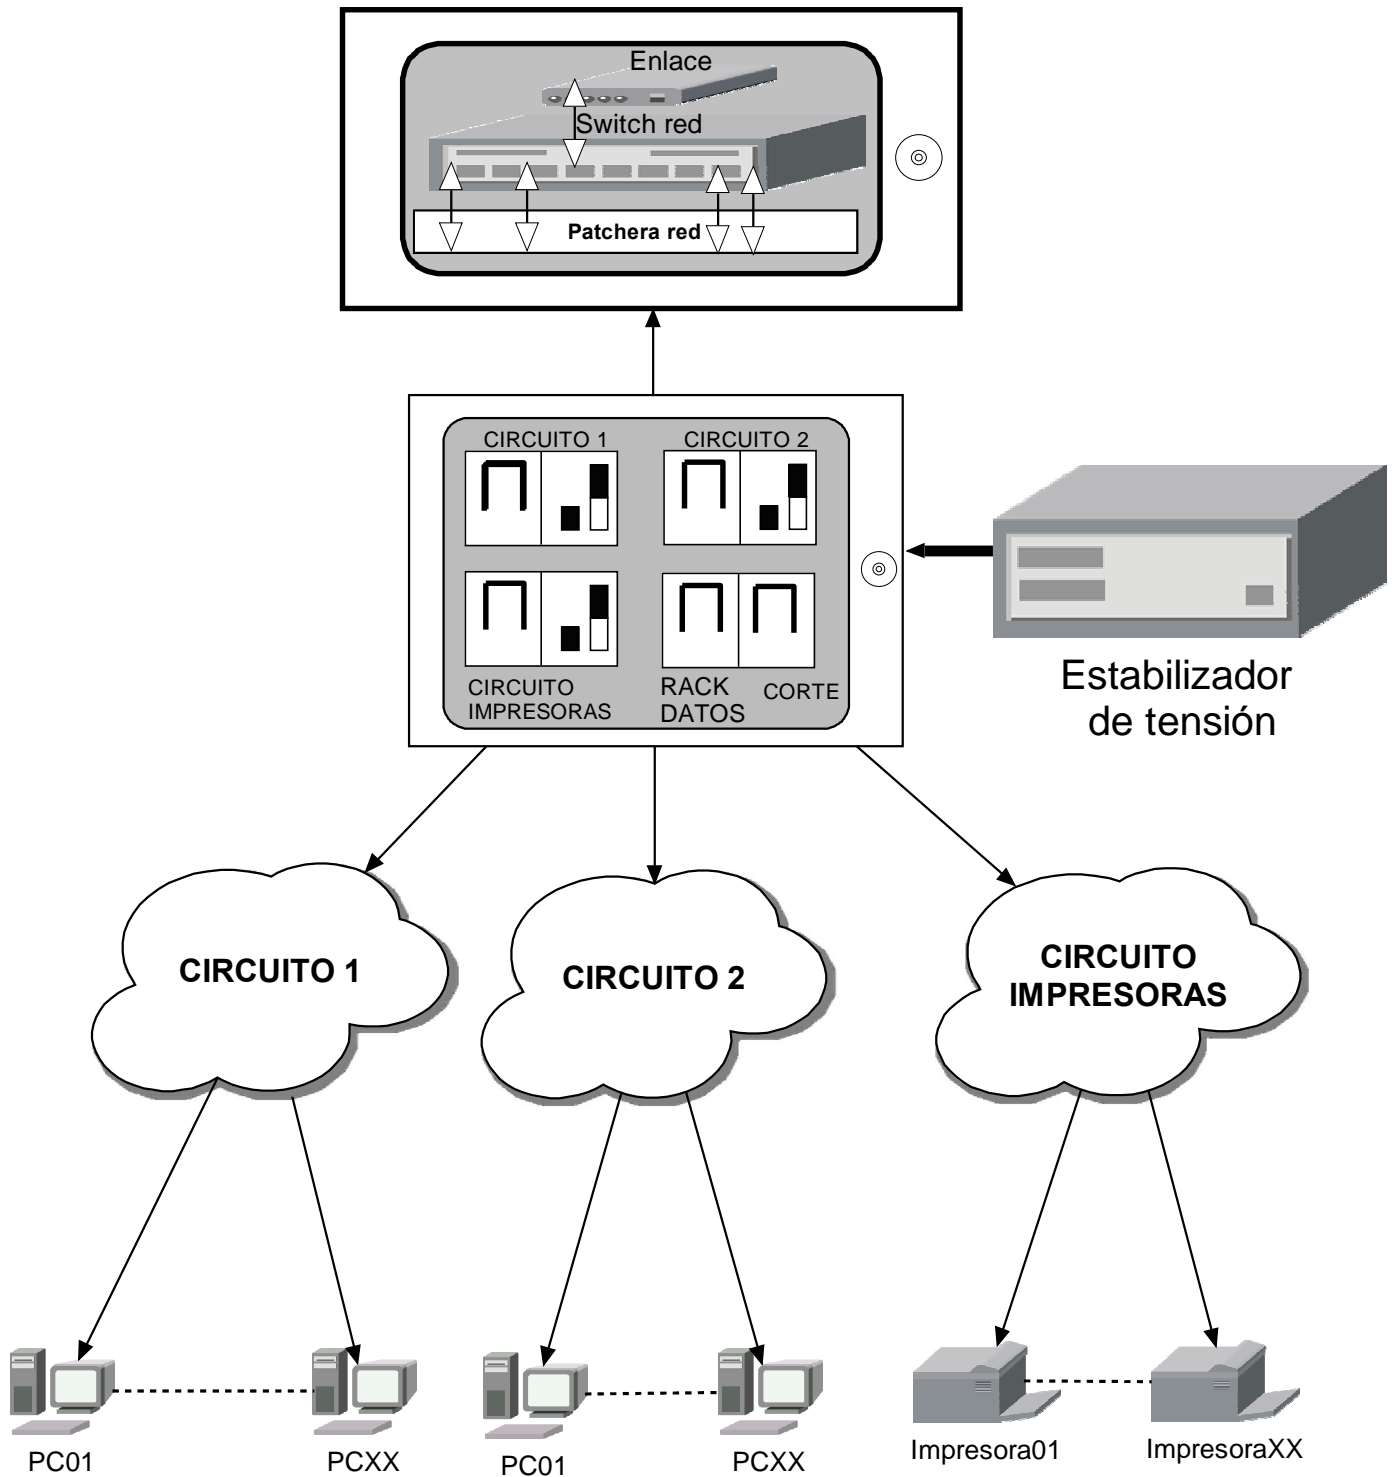 Enlace
Switch red
Patchera red
CIRCUITO 1
CIRCUITO 2
CIRCUITO
IMPRESORAS
RACK
DATOS
CORTE
Estabilizador
de tensión
CIRCUITO 1
CIRCUITO 2
CIRCUITO
IMPRESORAS
PC01
PCXX
PC01
PCXX
Impresora01
ImpresoraXX